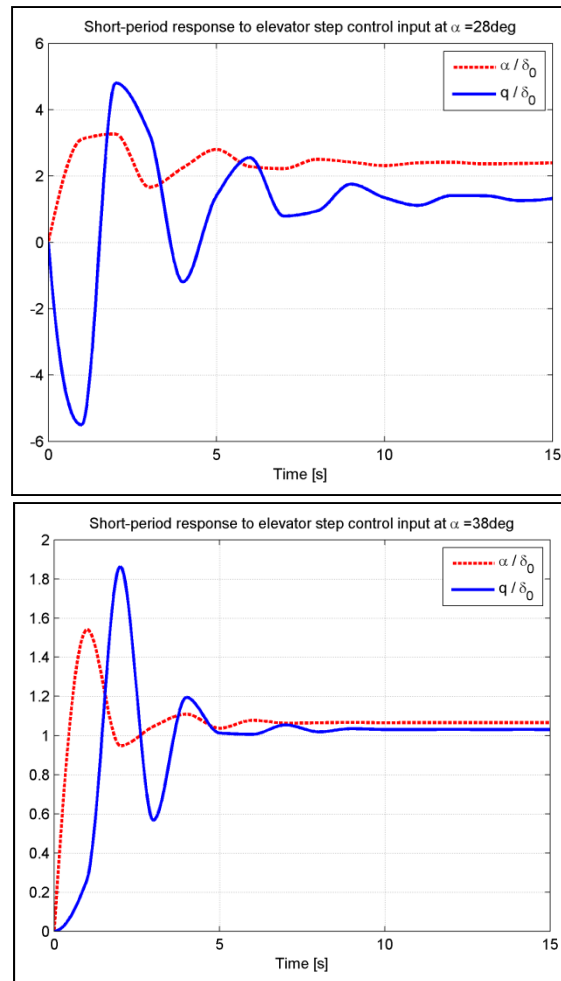 Short-period response to elevator step control input at α =28deg
6
4
2
0
-2
-4
-6
α / δ0
q / δ0
0 5 10 15
Time [s]
Short-period response to elevator step control input at α =38deg
2
1.8
1.6
1.4
1.2
1
0.8
0.6
0.4
0.2
0
α / δ0
q / δ0
0 5 10 15
Time [s]